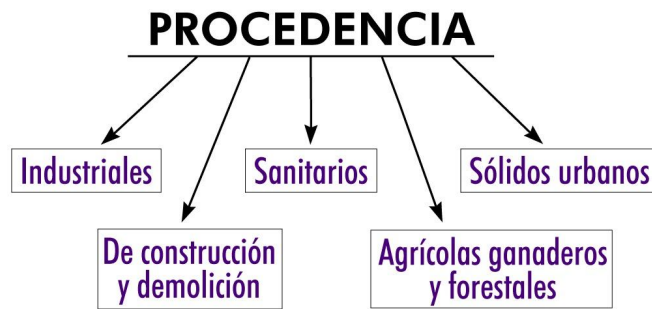 PROCEDENCIA
Industriales
Sanitarios
Sólidos urbanos
De construcción
y demolición
Agrícolas ganaderos
y forestales